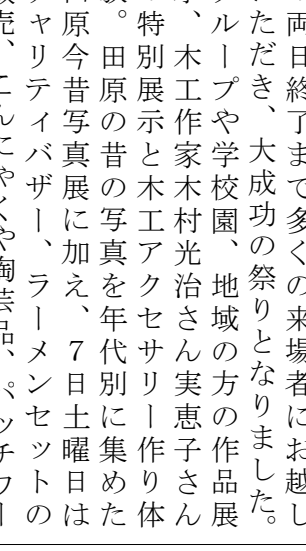 両日終了まで多くの来場者にお越し
いただき、大成功の祭りとなりました。
グループや学校園、地域の方の作品展
示、木工作家木村光治さん実恵子さん
の特別展示と木工アクセサリー作り体
験。田原の昔の写真を年代別に集めた
田原今昔写真展に加え、7日土曜日は
チャリティバザー、ラーメンセットの
販売、こんにゃくや陶芸品、パッチワー